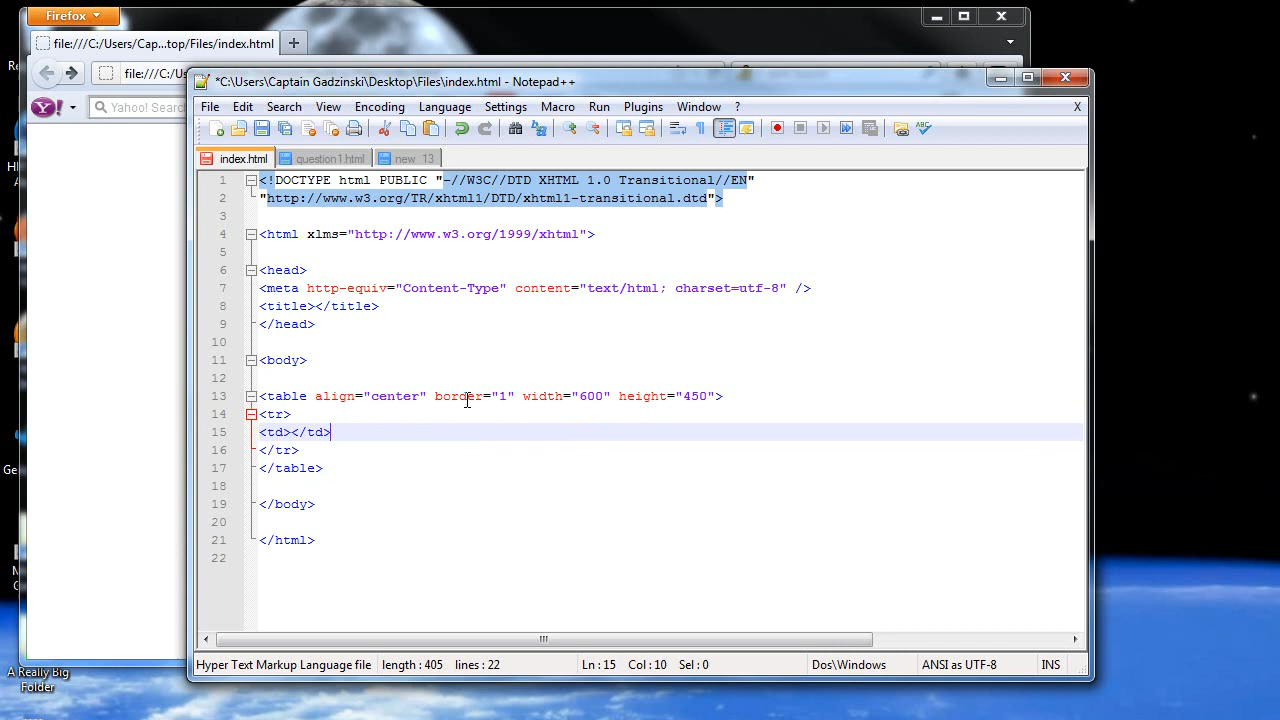 Firefox
file:///C:/Users/Cap...top/Files/index.html
file:///C:/Us
Yahoo! Searc
*C:\Users\Captain Gadzinski\Desktop\Files\index.html - Notepad++
File Edit Search View Encoding Language Settings Macro Run Plugins Window ? X
index.html question1.html new 13
1 <!DOCTYPE html PUBLIC "-//W3C//DTD XHTML 1.0 Transitional//EN"
2 "http://www.w3.org/TR/xhtml1/DTD/xhtml1-transitional.dtd">
3
4 <html xlms="http://www.w3.org/1999/xhtml">
5
6 <head>
7 <meta http-equiv="Content-Type" content="text/html; charset=utf-8" />
8 <title></title>
9 </head>
10
11 <body>
12
13 <table align="center" border="1" width="600" height="450">
14 <tr>
15 <td></td>
16 </tr>
17 </table>
18
19 </body>
20
21 </html>
22
Hyper Text Markup Language file length : 405 lines : 22 Ln : 15 Col : 10 Sel : 0 Dos\Windows ANSI as UTF-8 INS
A Really Big
Folder